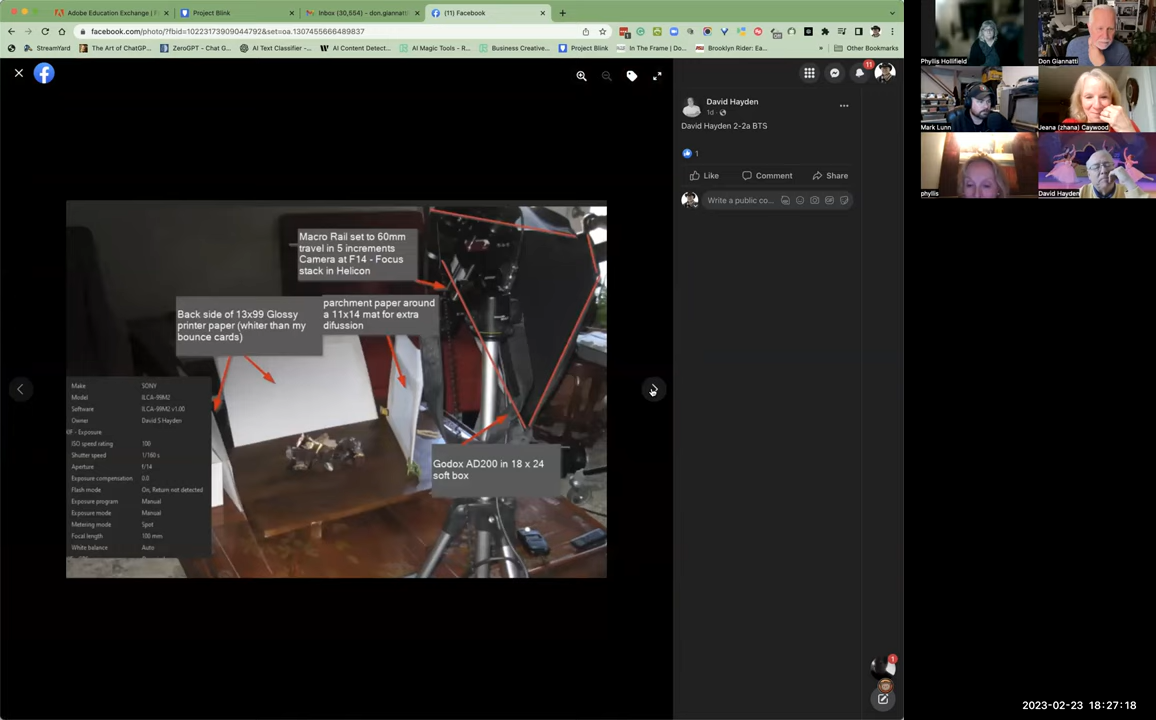 Adobe Education Exchange | F
Project Blink
Inbox (30,554) - don.giannatti
(11) Facebook
facebook.com/photo/?fbid=10223173909044792&set=oa.1307455666489837
StreamYard
The Art of ChatGP...
ZeroGPT - Chat G...
AI Text Classifier -...
AI Content Detect...
AI Magic Tools - R...
Business Creative...
Project Blink
In The Frame | Do...
Brooklyn Rider: Ea...
»
Other Bookmarks
11
David Hayden
1d
David Hayden 2-2a BTS
1
Like
Comment
Share
Write a public co...
Macro Rail set to 60mm
travel in 5 increments
Camera at F14 - Focus
stack in Helicon
Back side of 13x99 Glossy
printer paper (whiter than my
bounce cards)
parchment paper around
a 11x14 mat for extra
difussion
Godox AD200 in 18 x 24
soft box
Make SONY
Model ILCA-99M2
Software ILCA-99M2 v1.00
Owner David S Hayden
- Exposure
ISO speed rating 100
Shutter speed 1/160 s
Aperture f/14
Exposure compensation 0.0
Flash mode On, Return not detected
Exposure program Manual
Exposure mode Manual
Metering mode Spot
Focal length 100 mm
White balance Auto
1
Phyllis Hollifield
Don Giannatti
Mark Lunn
Jeana (zhana) Caywood
phyllis
David Hayden
2023-02-23 18:27:18